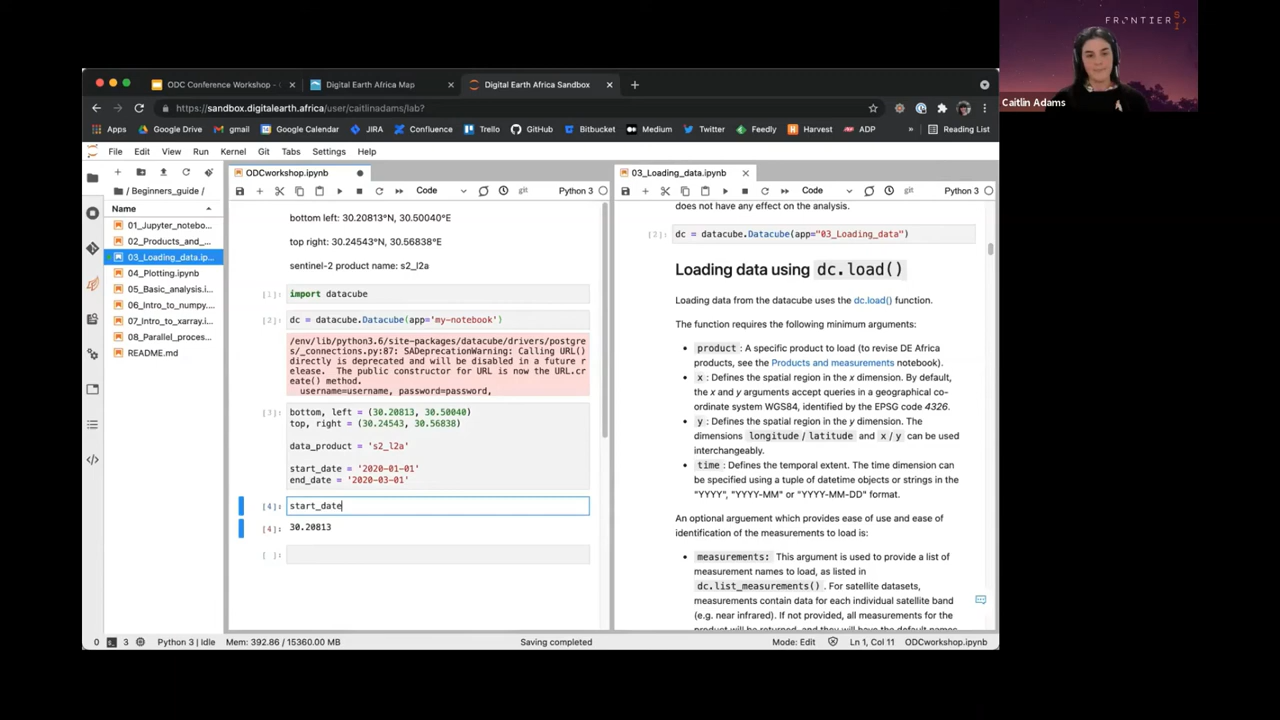 FRONTIER SI
Caitlin Adams
ODC Conference Workshop -
Digital Earth Africa Map
Digital Earth Africa Sandbox
https://sandbox.digitalearth.africa/user/caitlinadams/lab?
Apps
Google Drive
gmail
Google Calendar
JIRA
Confluence
Trello
GitHub
Bitbucket
Medium
Twitter
Feedly
Harvest
ADP
»
Reading List
File Edit View Run Kernel Git Tabs Settings Help
/ Beginners_guide /
Name
01_Jupyter_notebo...
02_Products_and_...
03_Loading_data.ip...
04_Plotting.ipynb
05_Basic_analysis.i...
06_Intro_to_numpy...
07_Intro_to_xarray.i...
08_Parallel_proces...
README.md
ODCworkshop.ipynb
Code
git
Python 3
bottom left: 30.20813°N, 30.50040°E
top right: 30.24543°N, 30.56838°E
sentinel-2 product name: s2_l2a
[1]: import datacube
[2]: dc = datacube.Datacube(app='my-notebook')
/env/lib/python3.6/site-packages/datacube/drivers/postgr
es/_connections.py:87: SADeprecationWarning: Calling URL()
directly is deprecated and will be disabled in a future r
elease. The public constructor for URL is now the URL.cr
eate() method.
username=username, password=password,
[3]: bottom, left = (30.20813, 30.50040)
top, right = (30.24543, 30.56838)
data_product = 's2_l2a'
start_date = '2020-01-01'
end_date = '2020-03-01'
[4]: start_date
[4]: 30.20813
[ ]:
03_Loading_data.ipynb
Code
git
Python 3
does not have any effect on the analysis.
[2]: dc = datacube.Datacube(app="03_Loading_data")
Loading data using dc.load()
Loading data from the datacube uses the dc.load() function.
The function requires the following minimum arguments:
• product: A specific product to load (to revise DE Africa
products, see the Products and measurements notebook).
• x: Defines the spatial region in the x dimension. By default,
the x and y arguments accept queries in a geographical co-
ordinate system WGS84, identified by the EPSG code 4326.
• y: Defines the spatial region in the y dimension. The
dimensions longitude / latitude and x / y can be used
interchangeably.
• time: Defines the temporal extent. The time dimension can
be specified using a tuple of datetime objects or strings in the
"YYYY", "YYYY-MM" or "YYYY-MM-DD" format.
An optional arguement which provides ease of use and ease of
identification of the measurements to load is:
• measurements: This argument is used to provide a list of
measurement names to load, as listed in
dc.list_measurements() . For satellite datasets,
measurements contain data for each individual satellite band
(e.g. near infrared). If not provided, all measurements for the
product will be returned, and they will have the default names
0
3
Python 3 | Idle
Mem: 392.86 / 15360.00 MB
Saving completed
Mode: Edit
Ln 1, Col 11
ODCworkshop.ipynb